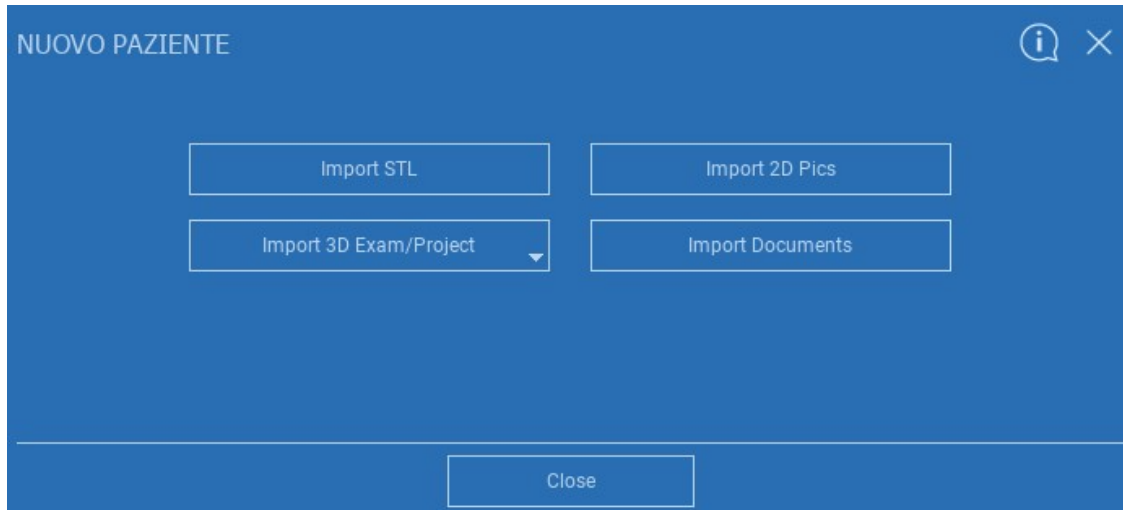 NUOVO PAZIENTE
Import STL
Import 2D Pics
Import 3D Exam/Project
Import Documents
Close